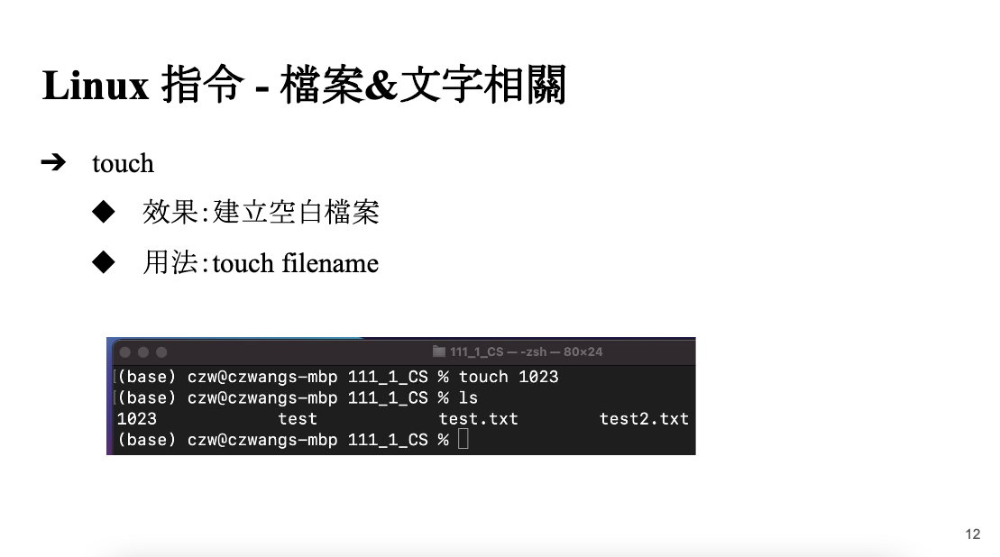 Linux 指令 - 檔案&文字相關
➔ touch
◆ 效果:建立空白檔案
◆ 用法:touch filename
111_1_CS — -zsh — 80×24
[(base) czw@czwangs-mbp 111_1_CS % touch 1023
[(base) czw@czwangs-mbp 111_1_CS % ls
1023 test test.txt test2.txt
(base) czw@czwangs-mbp 111_1_CS %
12